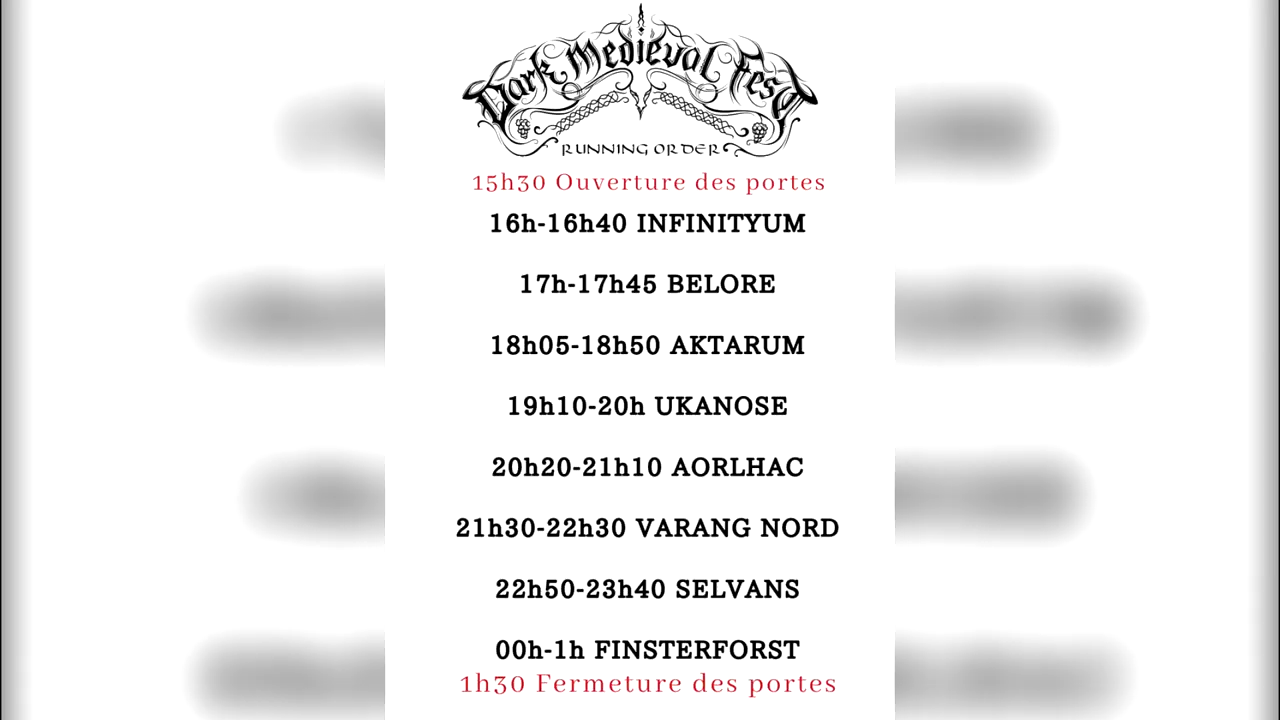 Dark Medieval Fest
RUNNING ORDER
15h30 Ouverture des portes
16h-16h40 INFINITYUM
17h-17h45 BELORE
18h05-18h50 AKTARUM
19h10-20h UKANOSE
20h20-21h10 AORLHAC
21h30-22h30 VARANG NORD
22h50-23h40 SELVANS
00h-1h FINSTERFORST
1h30 Fermeture des portes